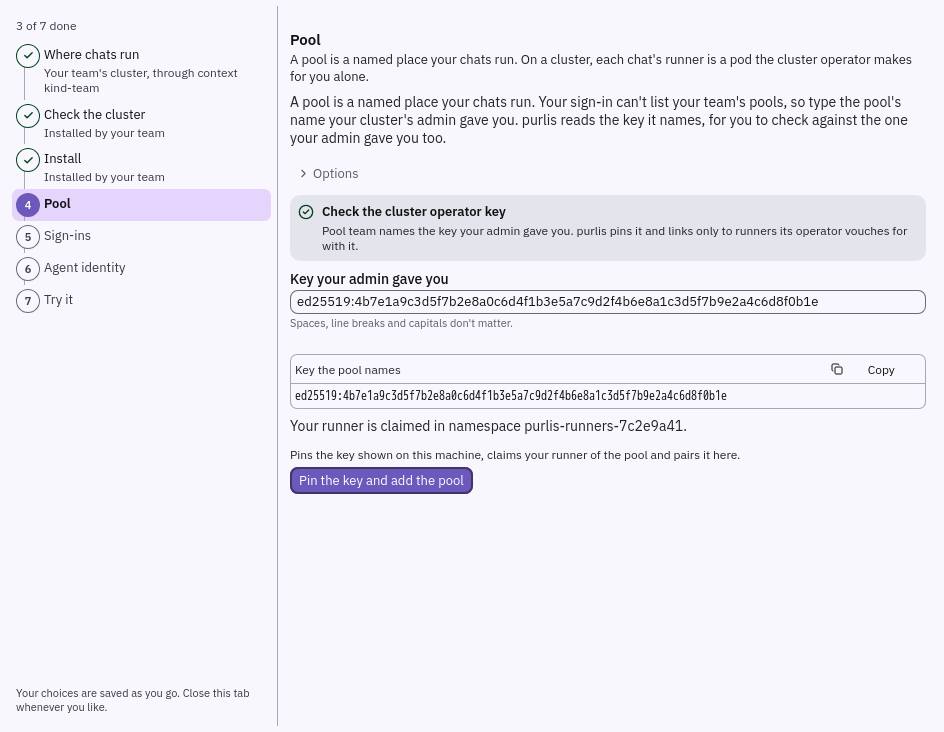 3 of 7 done
Where chats run
Your team's cluster, through context
kind-team
Check the cluster
Installed by your team
Install
Installed by your team
4 Pool
5 Sign-ins
6 Agent identity
7 Try it
Your choices are saved as you go. Close this tab
whenever you like.
Pool
A pool is a named place your chats run. On a cluster, each chat's runner is a pod the cluster operator makes
for you alone.
A pool is a named place your chats run. Your sign-in can't list your team's pools, so type the pool's
name your cluster's admin gave you. purlis reads the key it names, for you to check against the one
your admin gave you too.
Options
Check the cluster operator key
Pool team names the key your admin gave you. purlis pins it and links only to runners its operator vouches for
with it.
Key your admin gave you
ed25519:4b7e1a9c3d5f7b2e8a0c6d4f1b3e5a7c9d2f4b6e8a1c3d5f7b9e2a4c6d8f0b1e
Spaces, line breaks and capitals don't matter.
Key the pool names
Copy
ed25519:4b7e1a9c3d5f7b2e8a0c6d4f1b3e5a7c9d2f4b6e8a1c3d5f7b9e2a4c6d8f0b1e
Your runner is claimed in namespace purlis-runners-7c2e9a41.
Pins the key shown on this machine, claims your runner of the pool and pairs it here.
Pin the key and add the pool